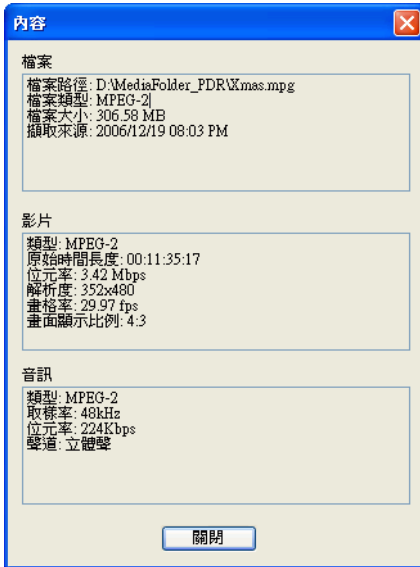 內容
檔案
檔案路徑: D:\MediaFolder_PDR\Xmas.mpg
檔案類型: MPEG-2
檔案大小: 306.58 MB
擷取來源: 2006/12/19 08:03 PM
影片
類型: MPEG-2
原始時間長度: 00:11:35:17
位元率: 3.42 Mbps
解析度: 352x480
畫格率: 29.97 fps
畫面顯示比例: 4:3
音訊
類型: MPEG-2
取樣率: 48kHz
位元率: 224Kbps
聲道: 立體聲
關閉